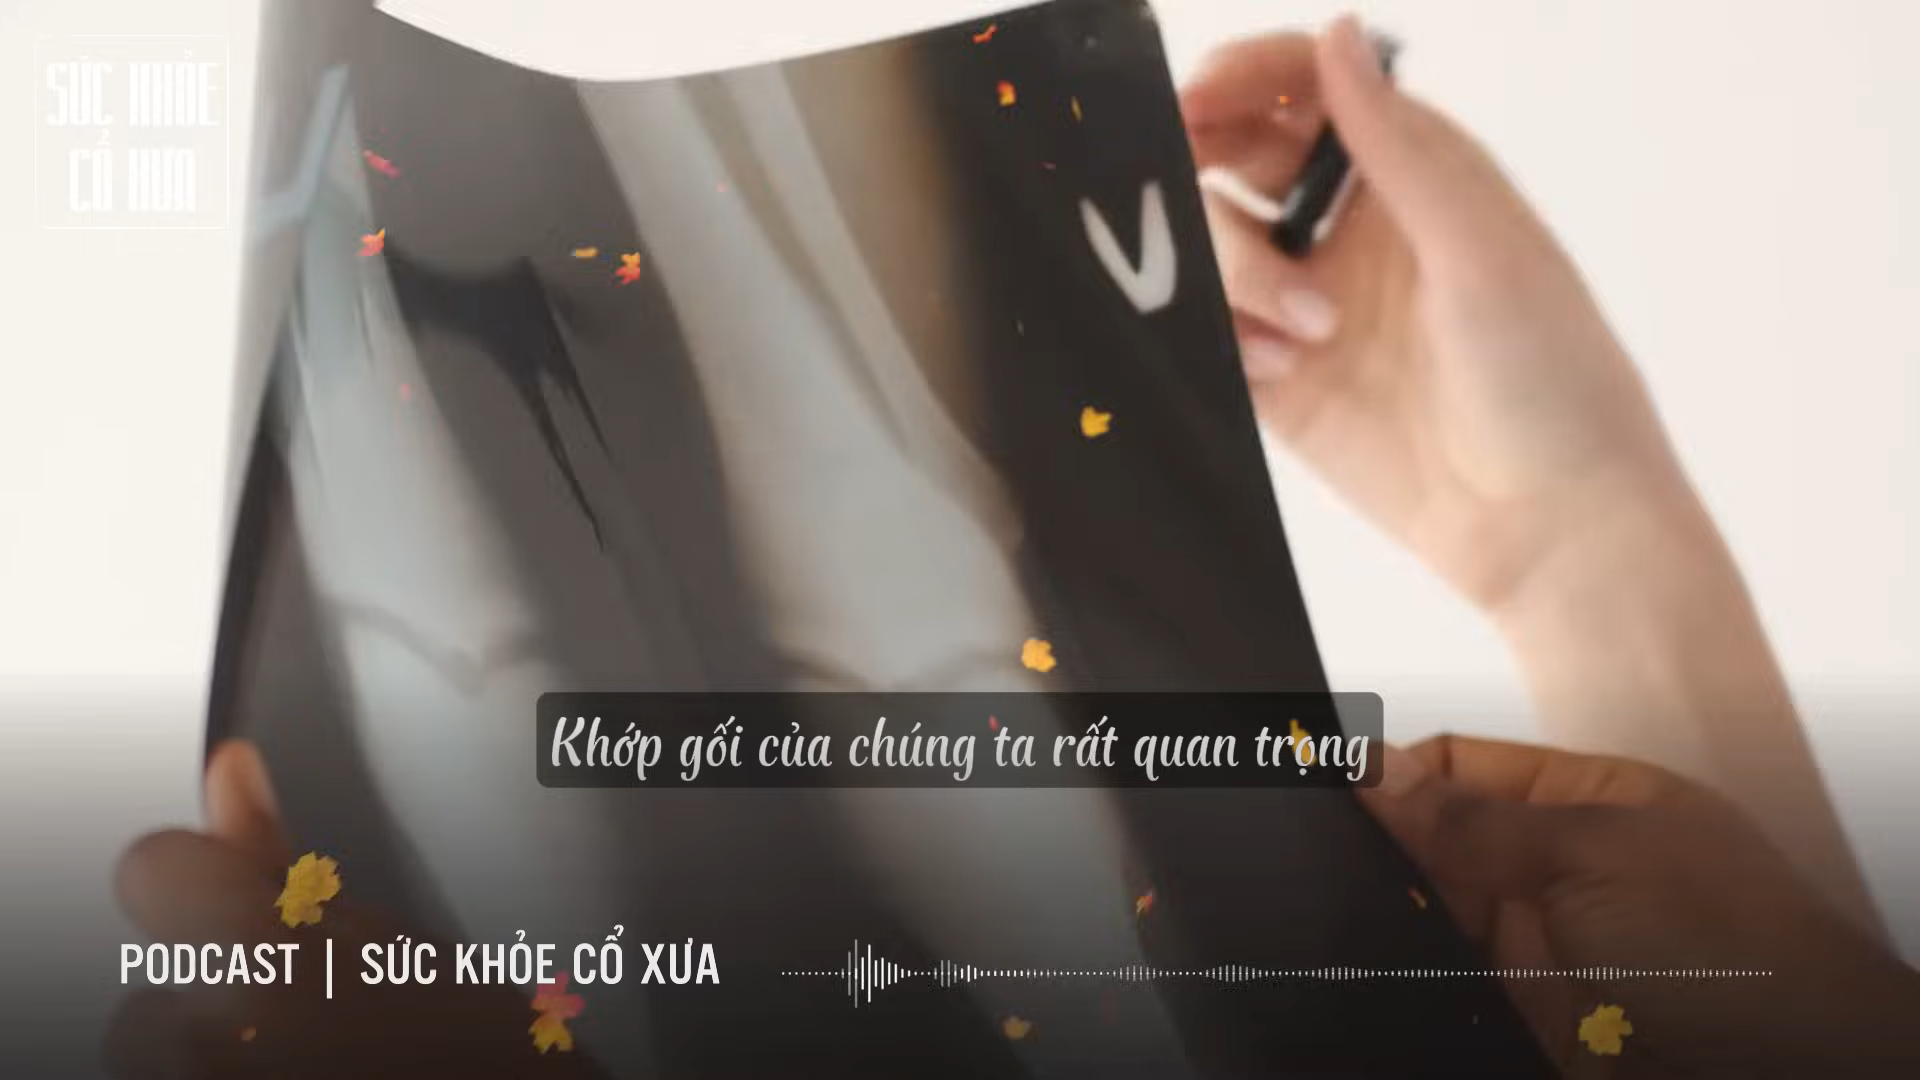 SỨC KHỎE
CỔ XƯA
Khớp gối của chúng ta rất quan trọng
PODCAST | SỨC KHỎE CỔ XƯA